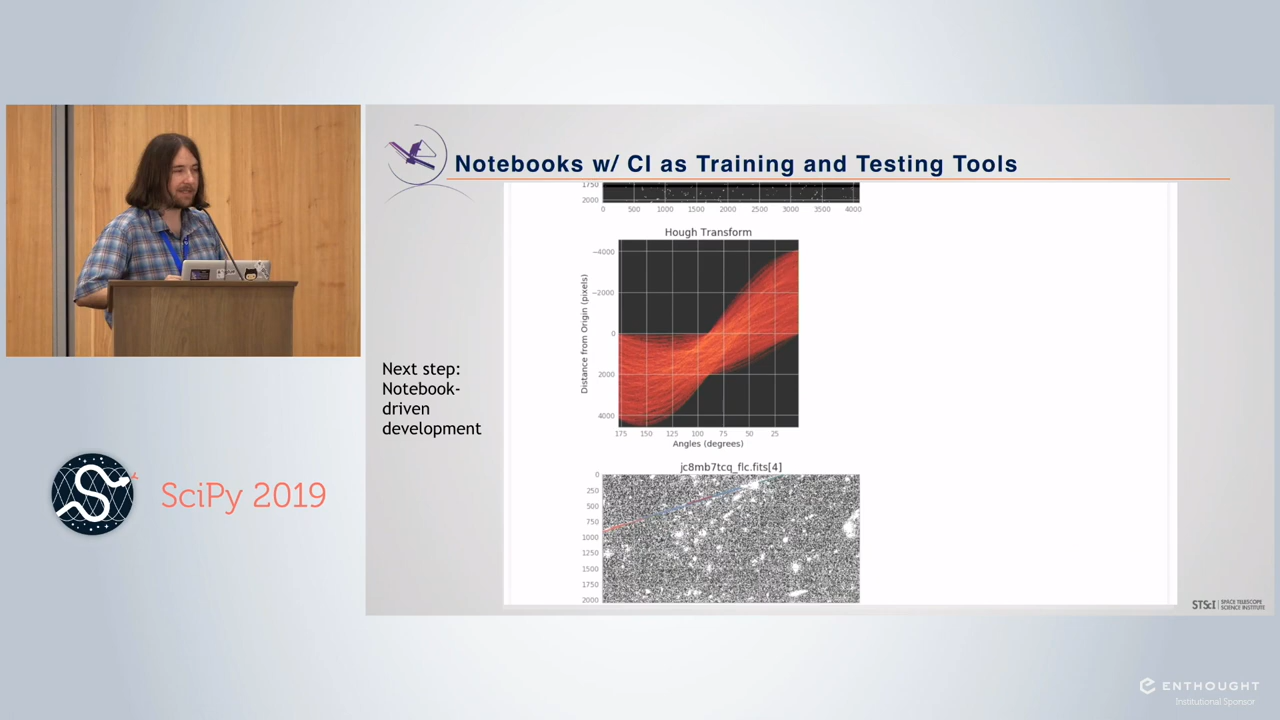 Notebooks w/ CI as Training and Testing Tools
1750
2000
0 500 1000 1500 2000 2500 3000 3500 4000
Hough Transform
Distance from Origin (pixels)
−4000
−2000
0
2000
4000
175 150 125 100 75 50 25
Angles (degrees)
Next step:
Notebook-
driven
development
jc8mb7tcq_flc.fits[4]
0
250
500
750
1000
1250
1500
1750
2000
SciPy 2019
STScI | SPACE TELESCOPE
SCIENCE INSTITUTE
ENTHOUGHT
Institutional Sponsor